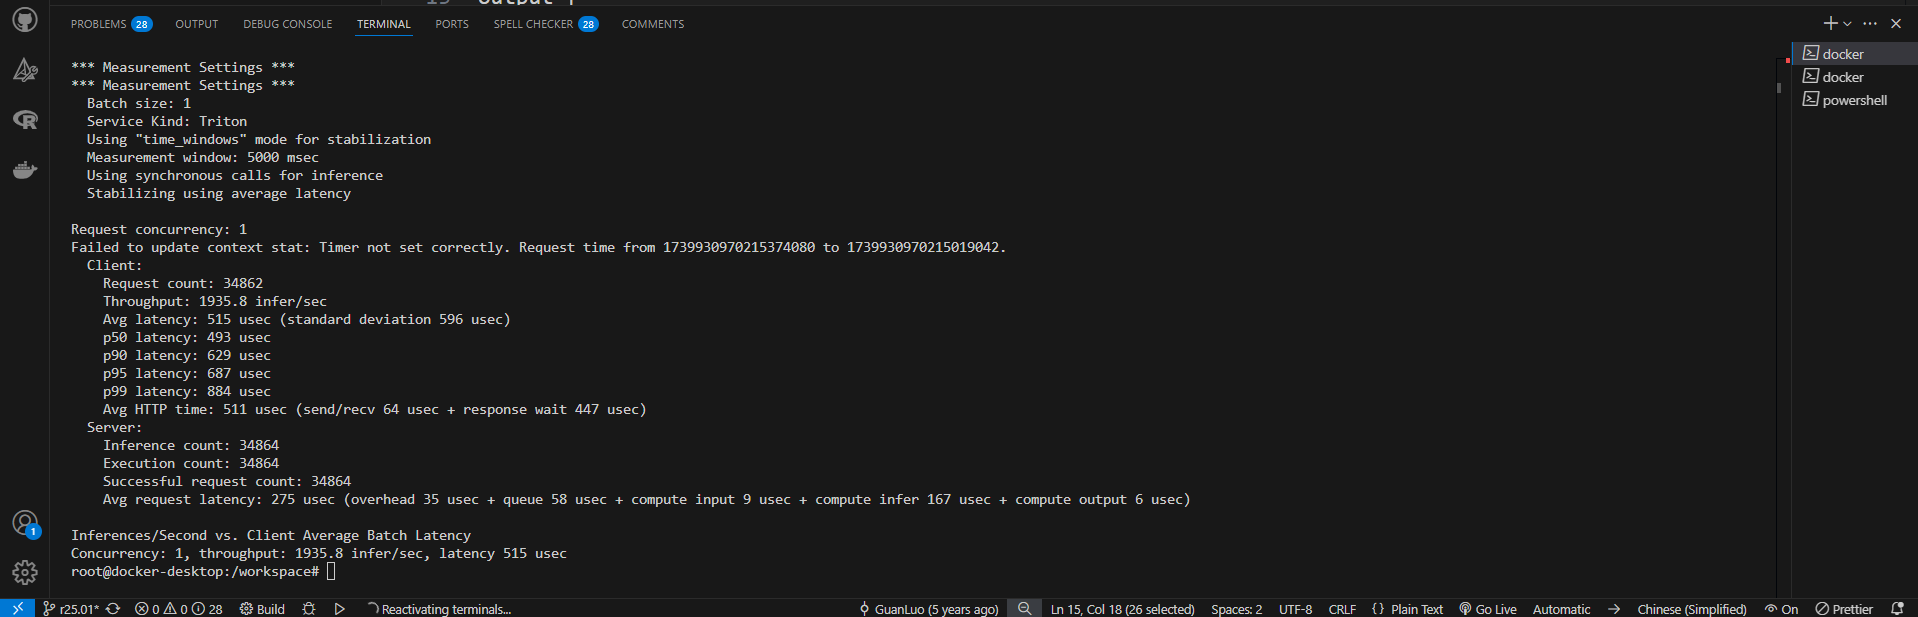 15 Output
PROBLEMS 28 OUTPUT DEBUG CONSOLE TERMINAL PORTS SPELL CHECKER 28 COMMENTS
*** Measurement Settings ***
*** Measurement Settings ***
Batch size: 1
Service Kind: Triton
Using "time_windows" mode for stabilization
Measurement window: 5000 msec
Using synchronous calls for inference
Stabilizing using average latency
Request concurrency: 1
Failed to update context stat: Timer not set correctly. Request time from 1739930970215374080 to 1739930970215019042.
Client:
Request count: 34862
Throughput: 1935.8 infer/sec
Avg latency: 515 usec (standard deviation 596 usec)
p50 latency: 493 usec
p90 latency: 629 usec
p95 latency: 687 usec
p99 latency: 884 usec
Avg HTTP time: 511 usec (send/recv 64 usec + response wait 447 usec)
Server:
Inference count: 34864
Execution count: 34864
Successful request count: 34864
Avg request latency: 275 usec (overhead 35 usec + queue 58 usec + compute input 9 usec + compute infer 167 usec + compute output 6 usec)
Inferences/Second vs. Client Average Batch Latency
Concurrency: 1, throughput: 1935.8 infer/sec, latency 515 usec
root@docker-desktop:/workspace#
docker
docker
powershell
R
1
r25.01* 0 0 28 Build Reactivating terminals... GuanLuo (5 years ago) Ln 15, Col 18 (26 selected) Spaces: 2 UTF-8 CRLF {} Plain Text Go Live Automatic → Chinese (Simplified) On Prettier